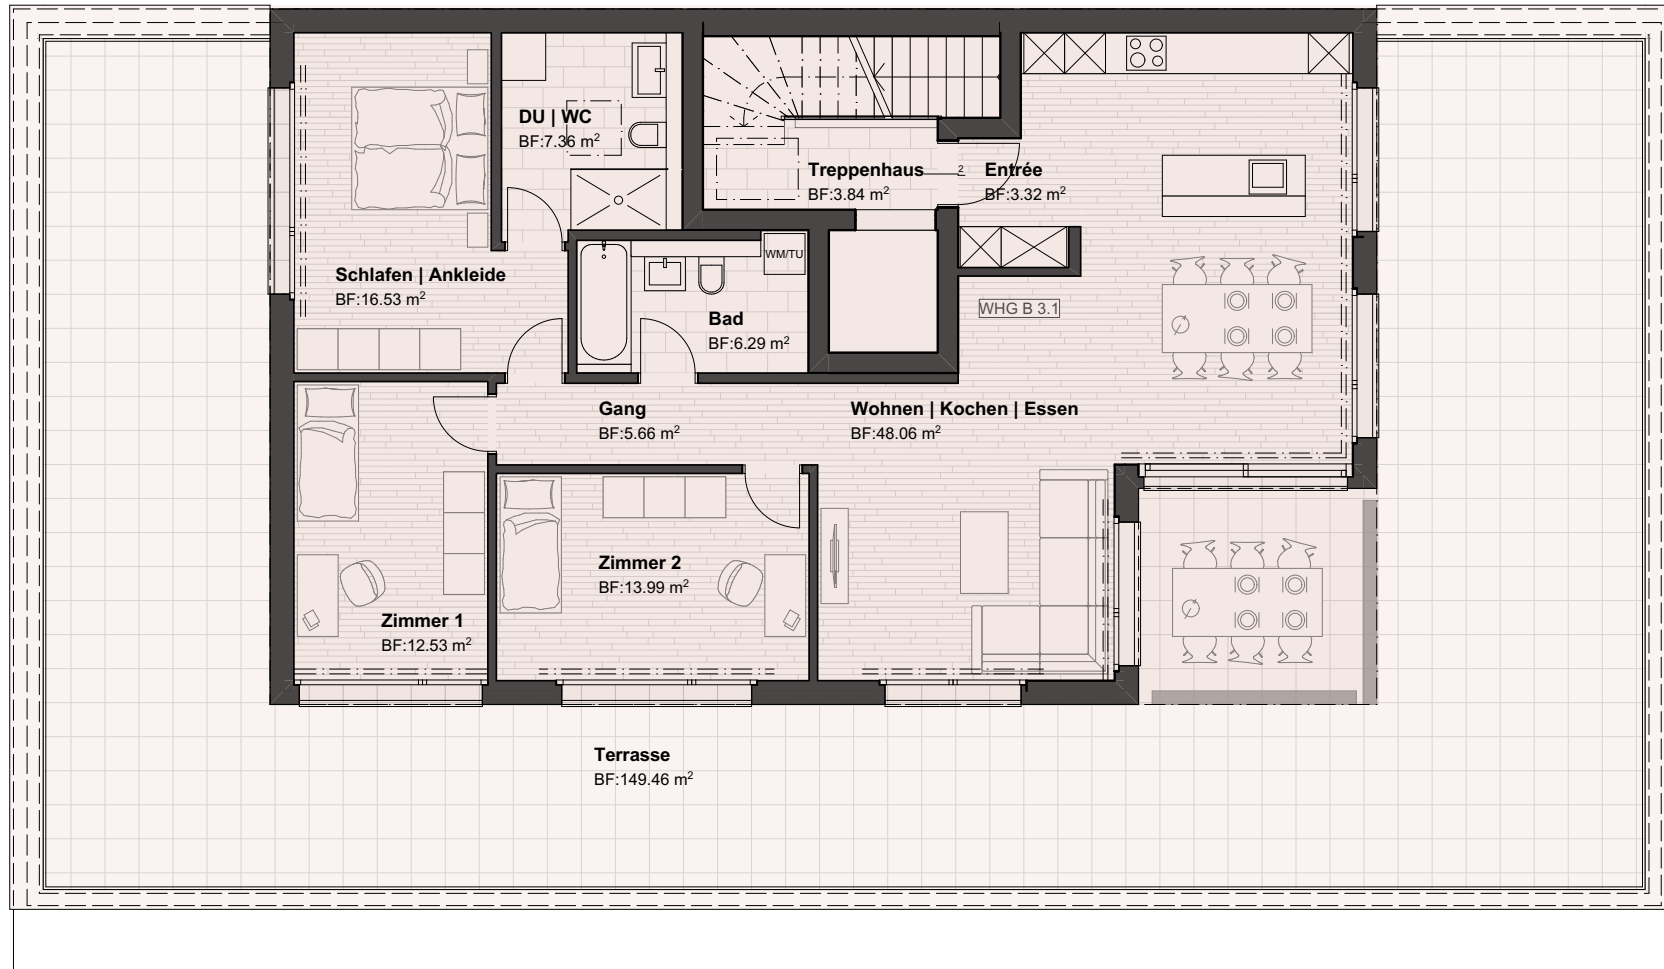 DU | WC
BF:7.36 m²
Treppenhaus
BF:3.84 m²
2
Entrée
BF:3.32 m²
WM/TU
Schlafen | Ankleide
BF:16.53 m²
Bad
BF:6.29 m²
WHG B 3.1
Gang
BF:5.66 m²
Wohnen | Kochen | Essen
BF:48.06 m²
Zimmer 2
BF:13.99 m²
Zimmer 1
BF:12.53 m²
Terrasse
BF:149.46 m²